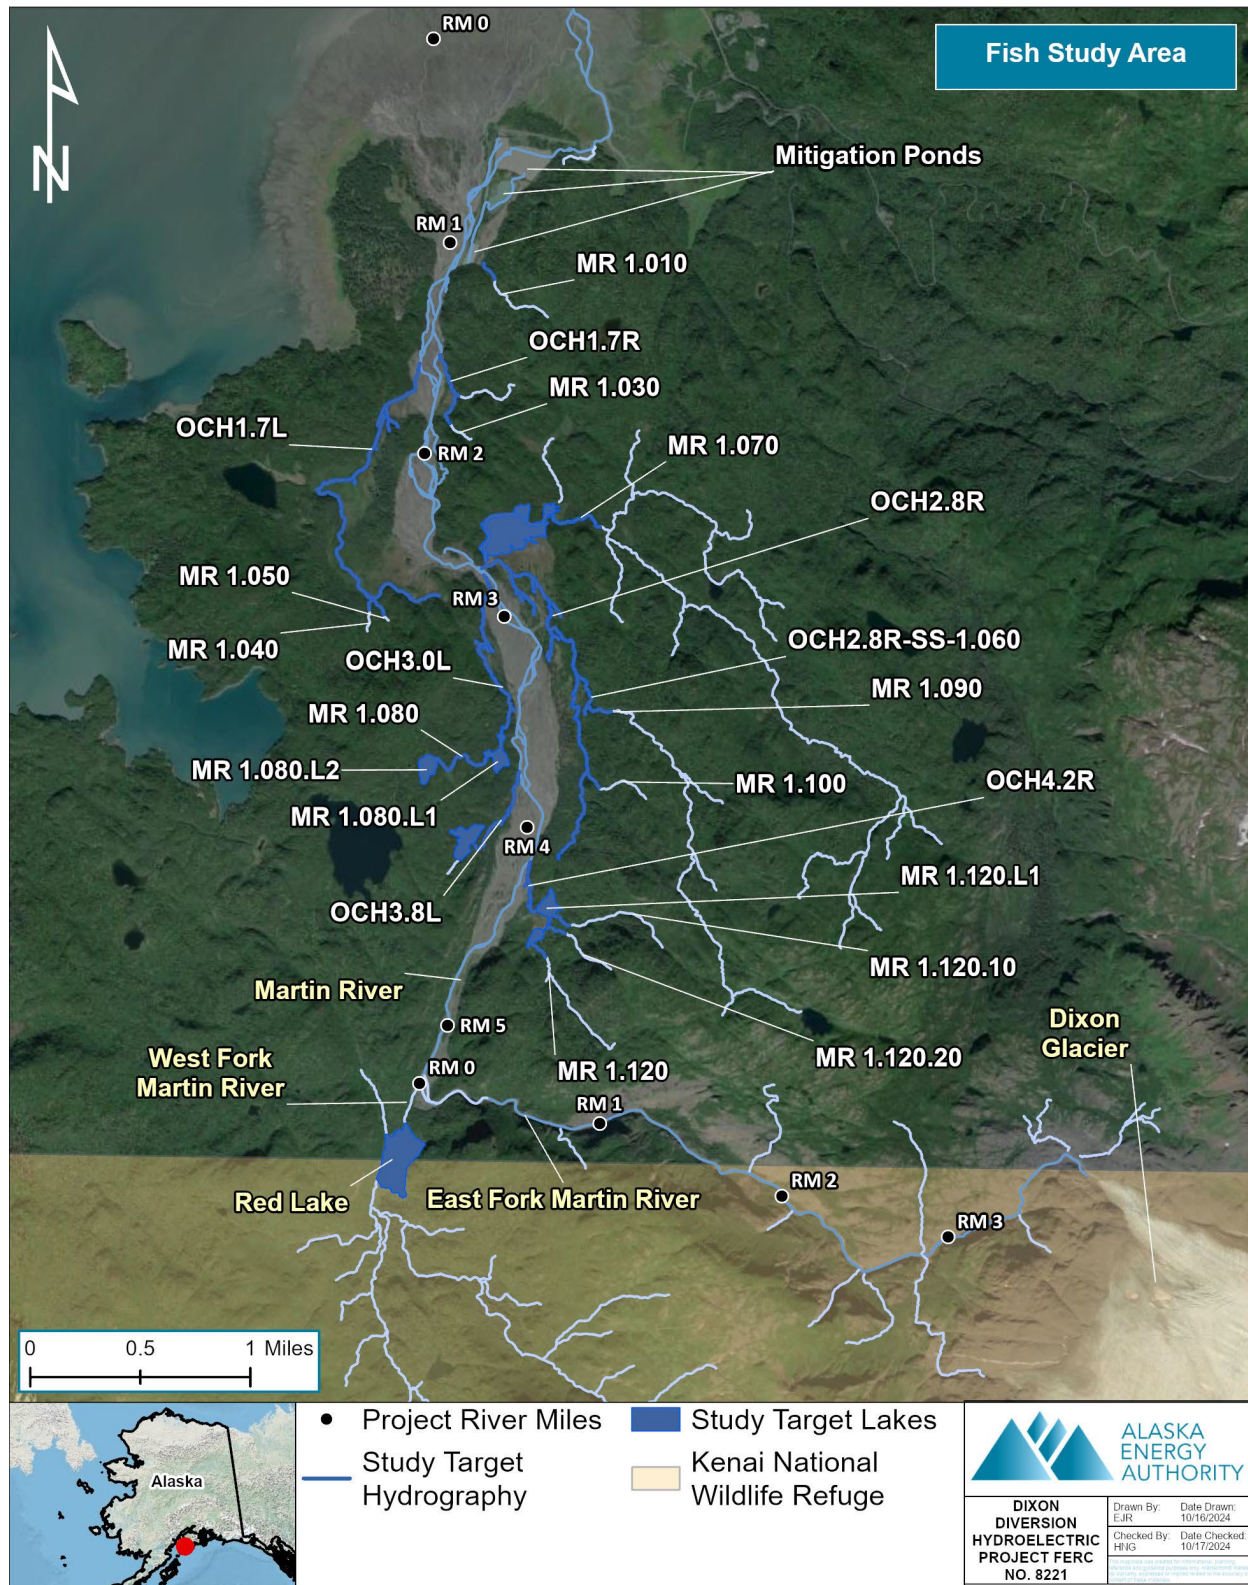 RM 0
Fish Study Area
Mitigation Ponds
N
RM 1
MR 1.010
OCH1.7R
MR 1.030
OCH1.7L
RM 2
MR 1.070
OCH2.8R
MR 1.050
RM 3
MR 1.040
OCH2.8R-SS-1.060
OCH3.0L
MR 1.090
MR 1.080
MR 1.080.L2
MR 1.100
OCH4.2R
MR 1.080.L1
RM 4
MR 1.120.L1
OCH3.8L
MR 1.120.10
Martin River
RM 5
Dixon
Glacier
West Fork
Martin River
RM 0
MR 1.120
MR 1.120.20
RM 1
Red Lake
East Fork Martin River
RM 2
RM 3
0 0.5 1 Miles
Alaska
Project River Miles
Study Target
Hydrography
Study Target Lakes
Kenai National
Wildlife Refuge
ALASKA
ENERGY
AUTHORITY
DIXON
DIVERSION
HYDROELECTRIC
PROJECT FERC
NO. 8221
Drawn By:
EJR
Date Drawn:
10/16/2024
Checked By:
HNG
Date Checked:
10/17/2024